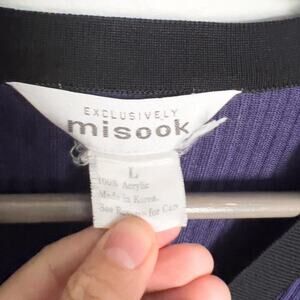 EXCLUSIVELY
misook
L
100% Acrylic
Made in Korea.
See Reverse for Care